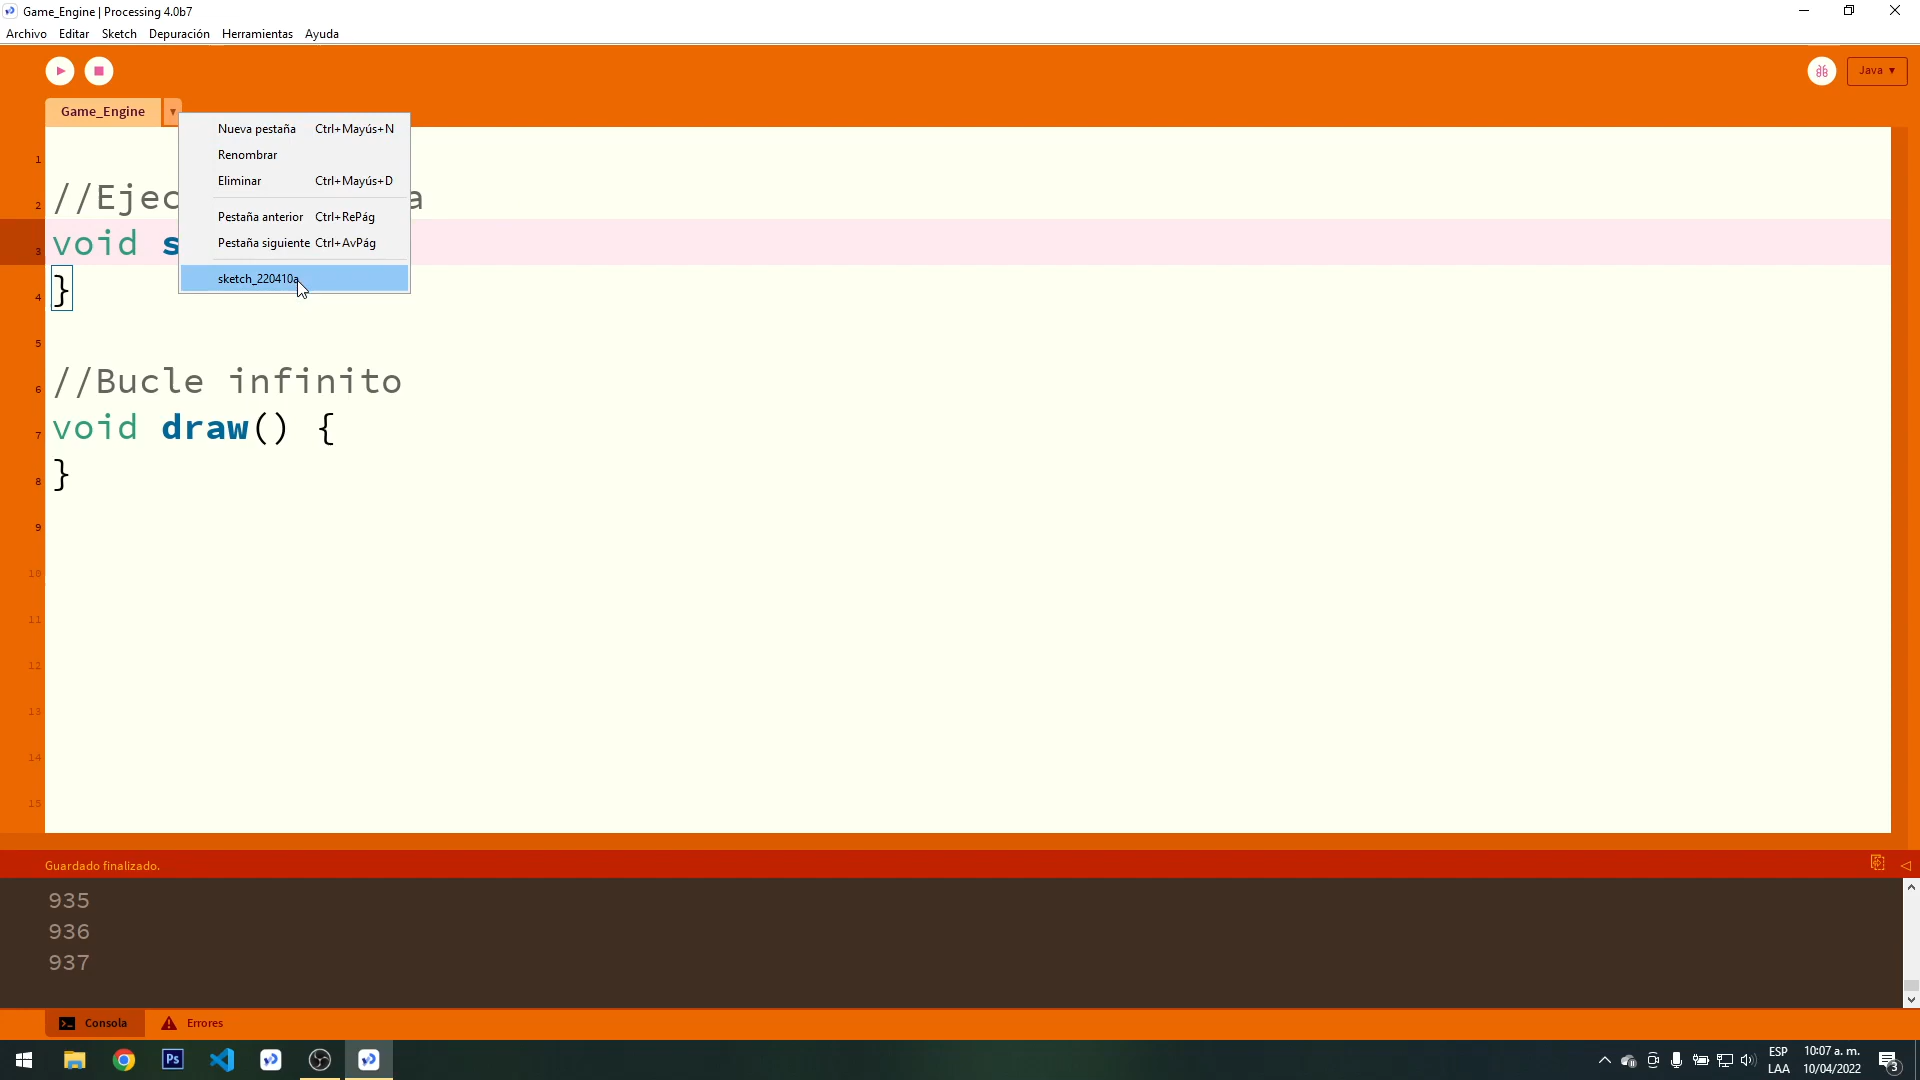 Game_Engine | Processing 4.0b7
Archivo Editar Sketch Depuración Herramientas Ayuda
Java ▾
Game_Engine ▾
Nueva pestaña Ctrl+Mayús+N
Renombrar
Eliminar Ctrl+Mayús+D
Pestaña anterior Ctrl+RePág
Pestaña siguiente Ctrl+AvPág
sketch_220410a
1
2 //Ejec a
3 void s
4 }
5
6 //Bucle infinito
7 void draw() {
8 }
9
10
11
12
13
14
15
Guardado finalizado.
935
936
937
Consola Errores
Ps
ESP
LAA
10:07 a. m.
10/04/2022
3